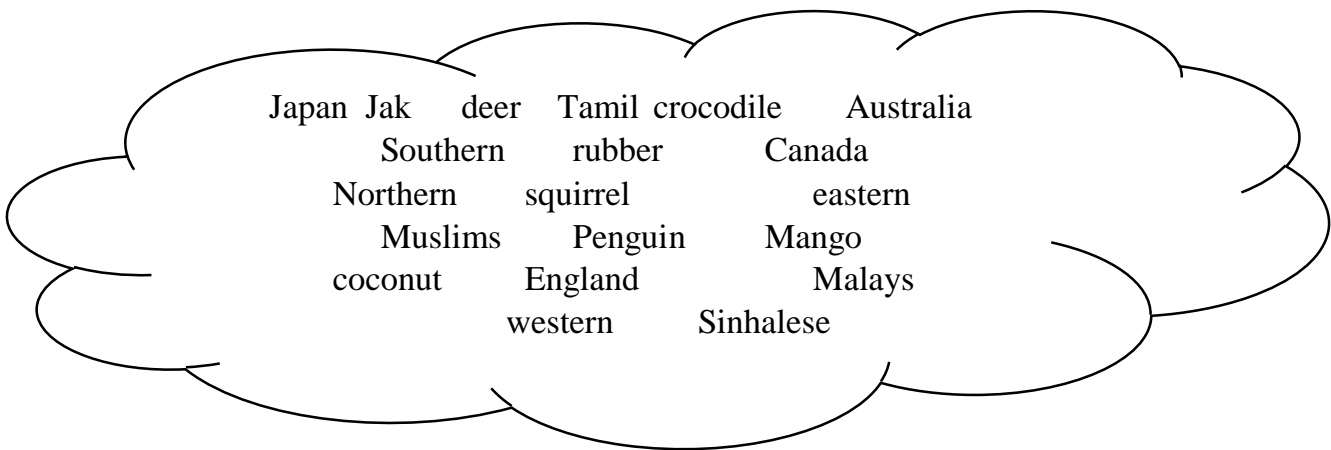 Japan Jak deer Tamil crocodile Australia
Southern rubber Canada
Northern squirrel eastern
Muslims Penguin Mango
coconut England Malays
western Sinhalese